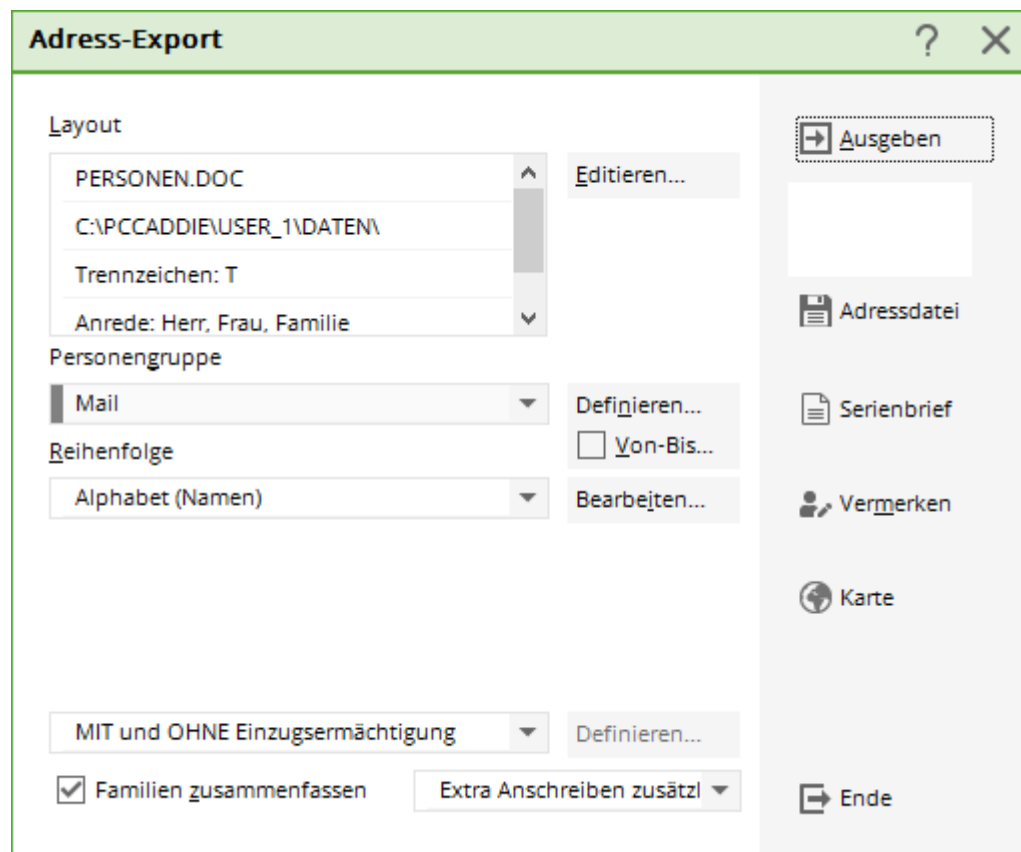 Adress-Export
Layout
PERSONEN.DOC
C:\PCCADDIE\USER_1\DATEN\
Trennzeichen: T
Anrede: Herr, Frau, Familie
Editieren...
Personengruppe
Mail
Definieren...
Von-Bis...
Reihenfolge
Alphabet (Namen)
Bearbeiten...
MIT und OHNE Einzugsermächtigung
Definieren...
Familien zusammenfassen
Extra Anschreiben zusätzl
Ausgeben
Adressdatei
Serienbrief
Vermerken
Karte
Ende